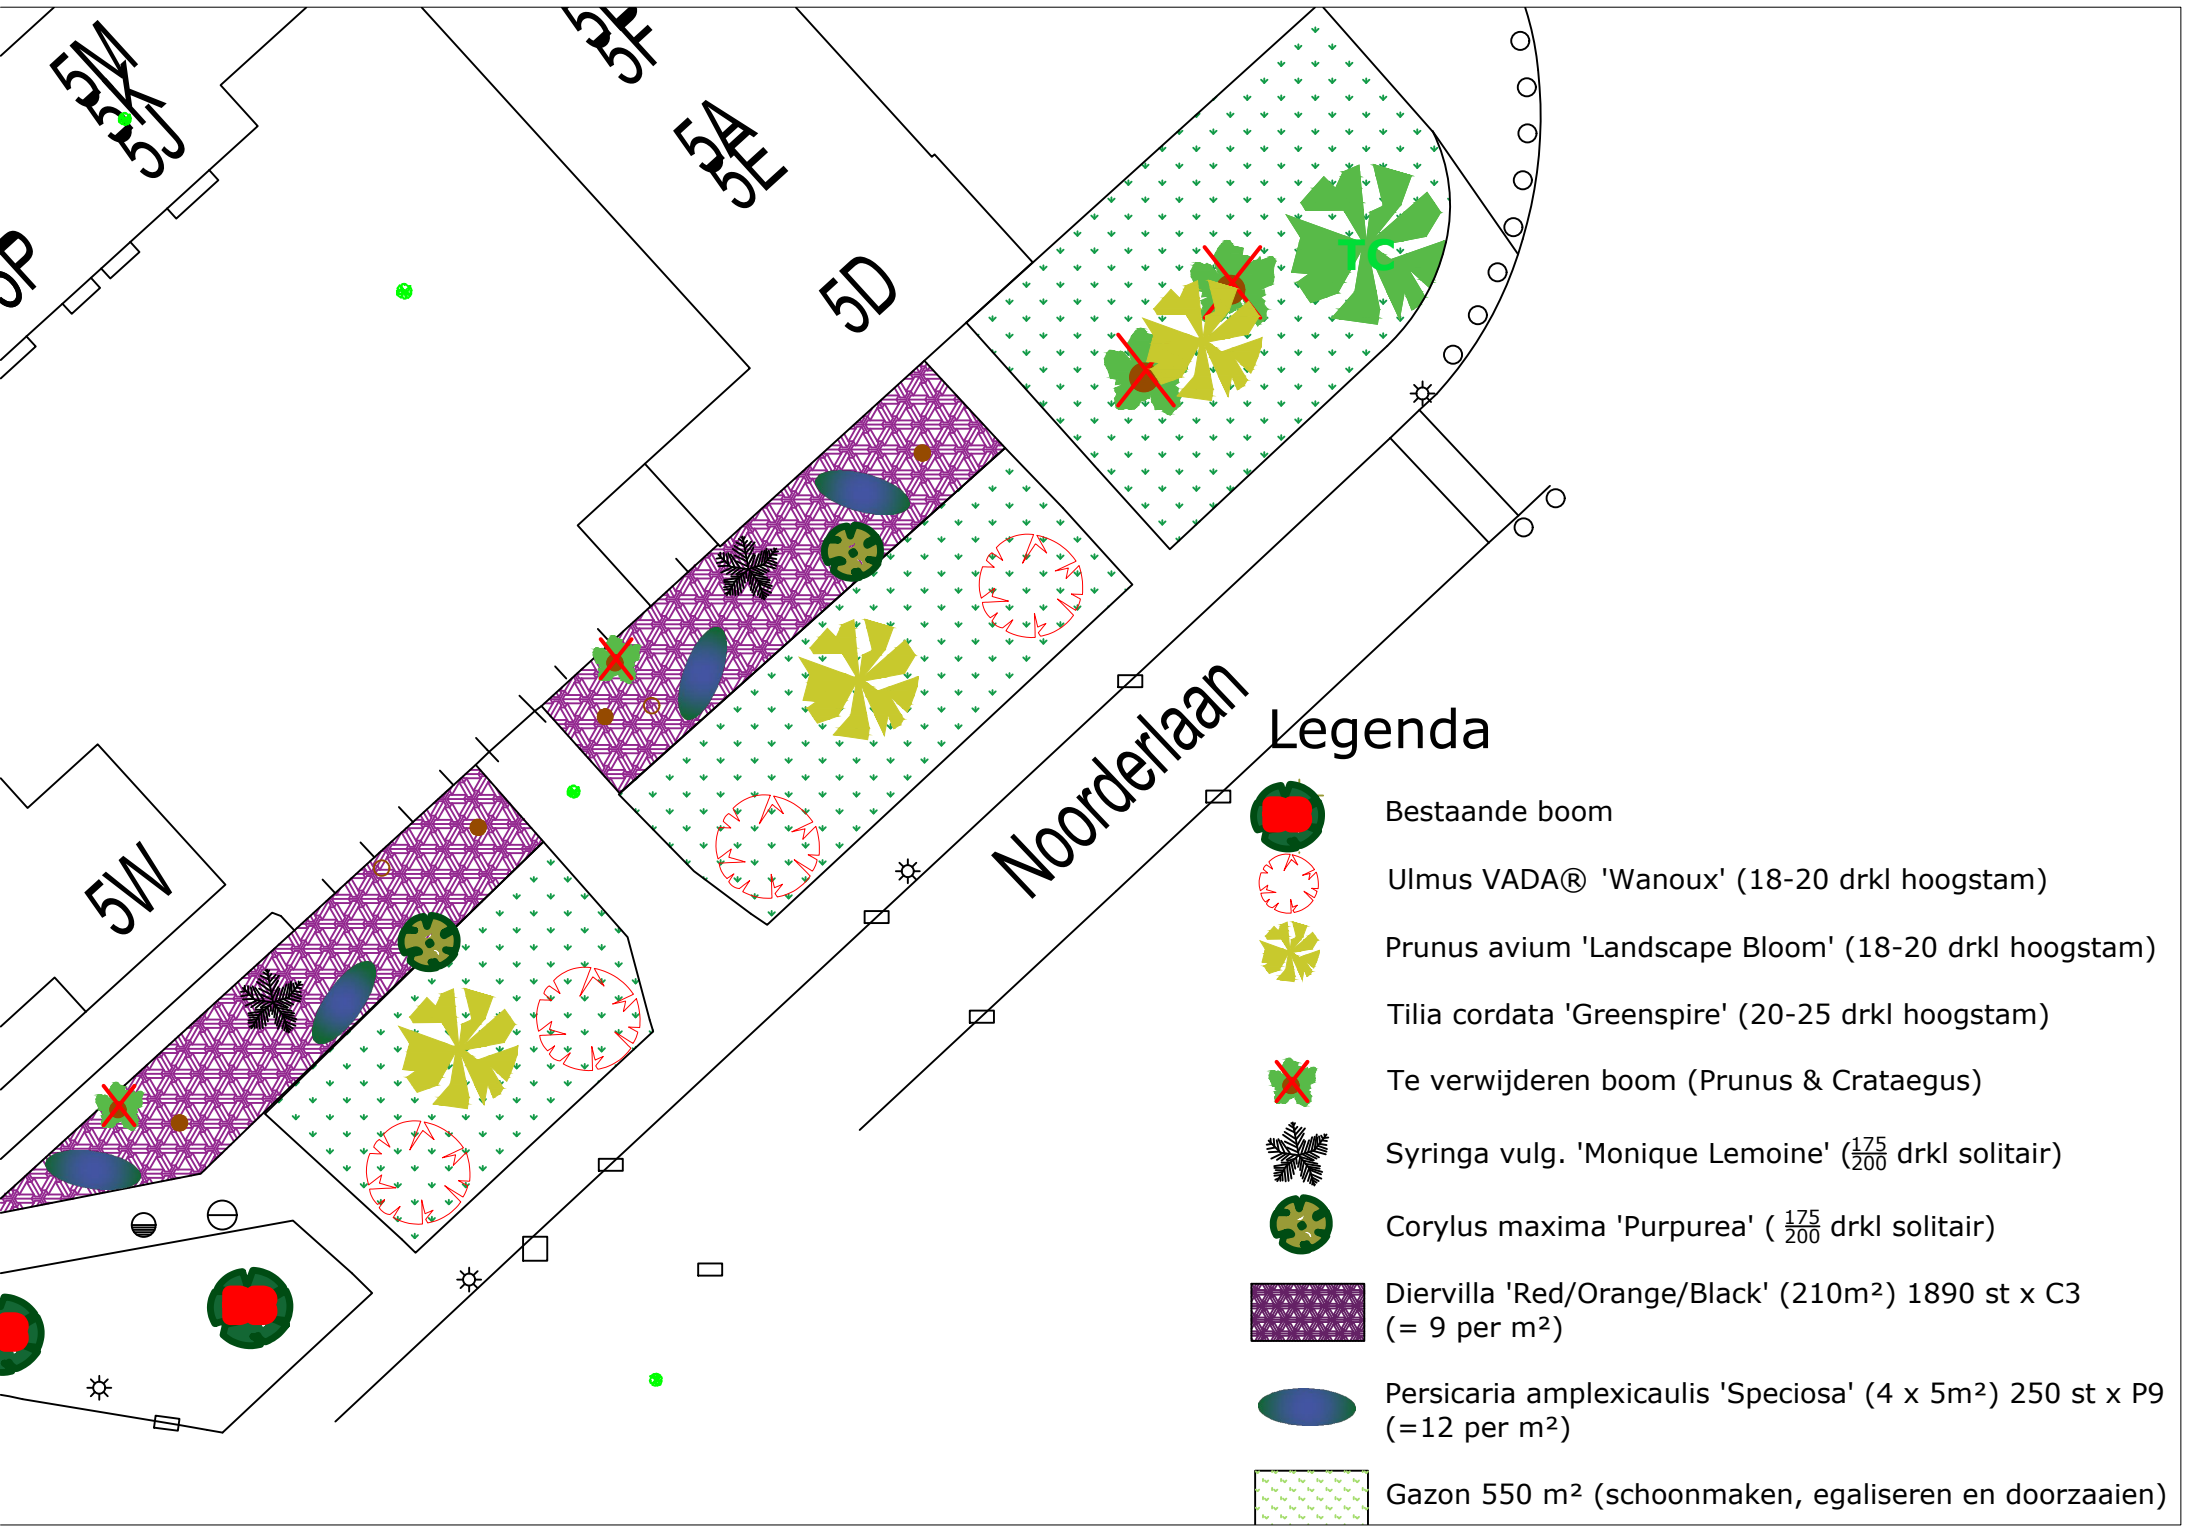 5M
5K
5J
5F
5A
5E
5D
5P
TC
5W
Noorderlaan
Legenda
Bestaande boom
Ulmus VADA® 'Wanoux' (18-20 drkl hoogstam)
Prunus avium 'Landscape Bloom' (18-20 drkl hoogstam)
Tilia cordata 'Greenspire' (20-25 drkl hoogstam)
Te verwijderen boom (Prunus & Crataegus)
Syringa vulg. 'Monique Lemoine' (175/200 drkl solitair)
Corylus maxima 'Purpurea' ( 175/200 drkl solitair)
Diervilla 'Red/Orange/Black' (210m²) 1890 st x C3
(= 9 per m²)
Persicaria amplexicaulis 'Speciosa' (4 x 5m²) 250 st x P9
(=12 per m²)
Gazon 550 m² (schoonmaken, egaliseren en doorzaaien)